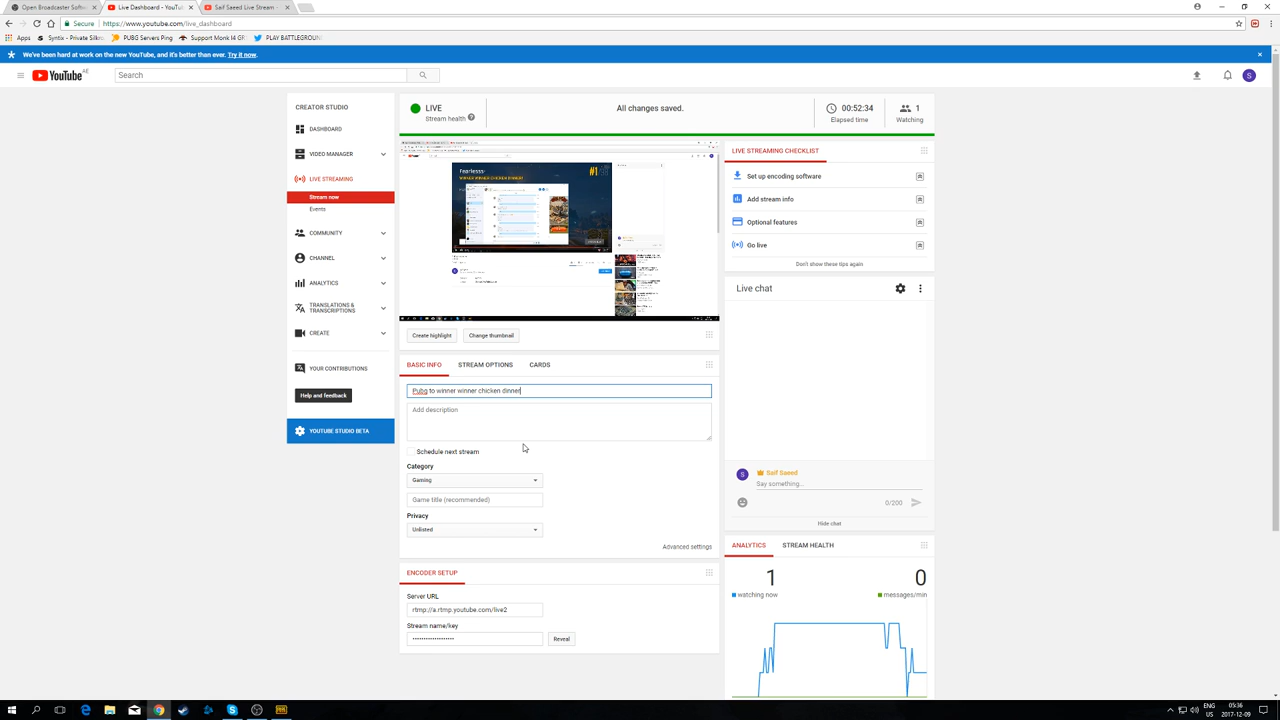 Open Broadcaster Softw
Live Dashboard - YouTu
Saif Saeed Live Stream -
Secure
https://www.youtube.com/live_dashboard
Apps
Syntix - Private Silkro
PUBG Servers Ping
Support Monk I4 GF
PLAY BATTLEGROUN
We've been hard at work on the new YouTube, and it's better than ever. Try it now.
YouTube AE
Search
S
CREATOR STUDIO
DASHBOARD
VIDEO MANAGER
LIVE STREAMING
Stream now
Events
COMMUNITY
CHANNEL
ANALYTICS
TRANSLATIONS &
TRANSCRIPTIONS
CREATE
YOUR CONTRIBUTIONS
Help and feedback
YOUTUBE STUDIO BETA
LIVE
Stream health
All changes saved.
00:52:34
Elapsed time
1
Watching
Fearlesss-
WINNER WINNER CHICKEN DINNER!
Create highlight
Change thumbnail
BASIC INFO
STREAM OPTIONS
CARDS
Pubg to winner winner chicken dinner
Add description
Schedule next stream
Category
Gaming
Game title (recommended)
Privacy
Unlisted
Advanced settings
ENCODER SETUP
Server URL
rtmp://a.rtmp.youtube.com/live2
Stream name/key
Reveal
LIVE STREAMING CHECKLIST
Set up encoding software
Add stream info
Optional features
Go live
Don't show these tips again
Live chat
S
Saif Saeed
Say something...
0/200
Hide chat
ANALYTICS
STREAM HEALTH
1
watching now
0
messages/min
ENG
US
05:36
2017-12-09